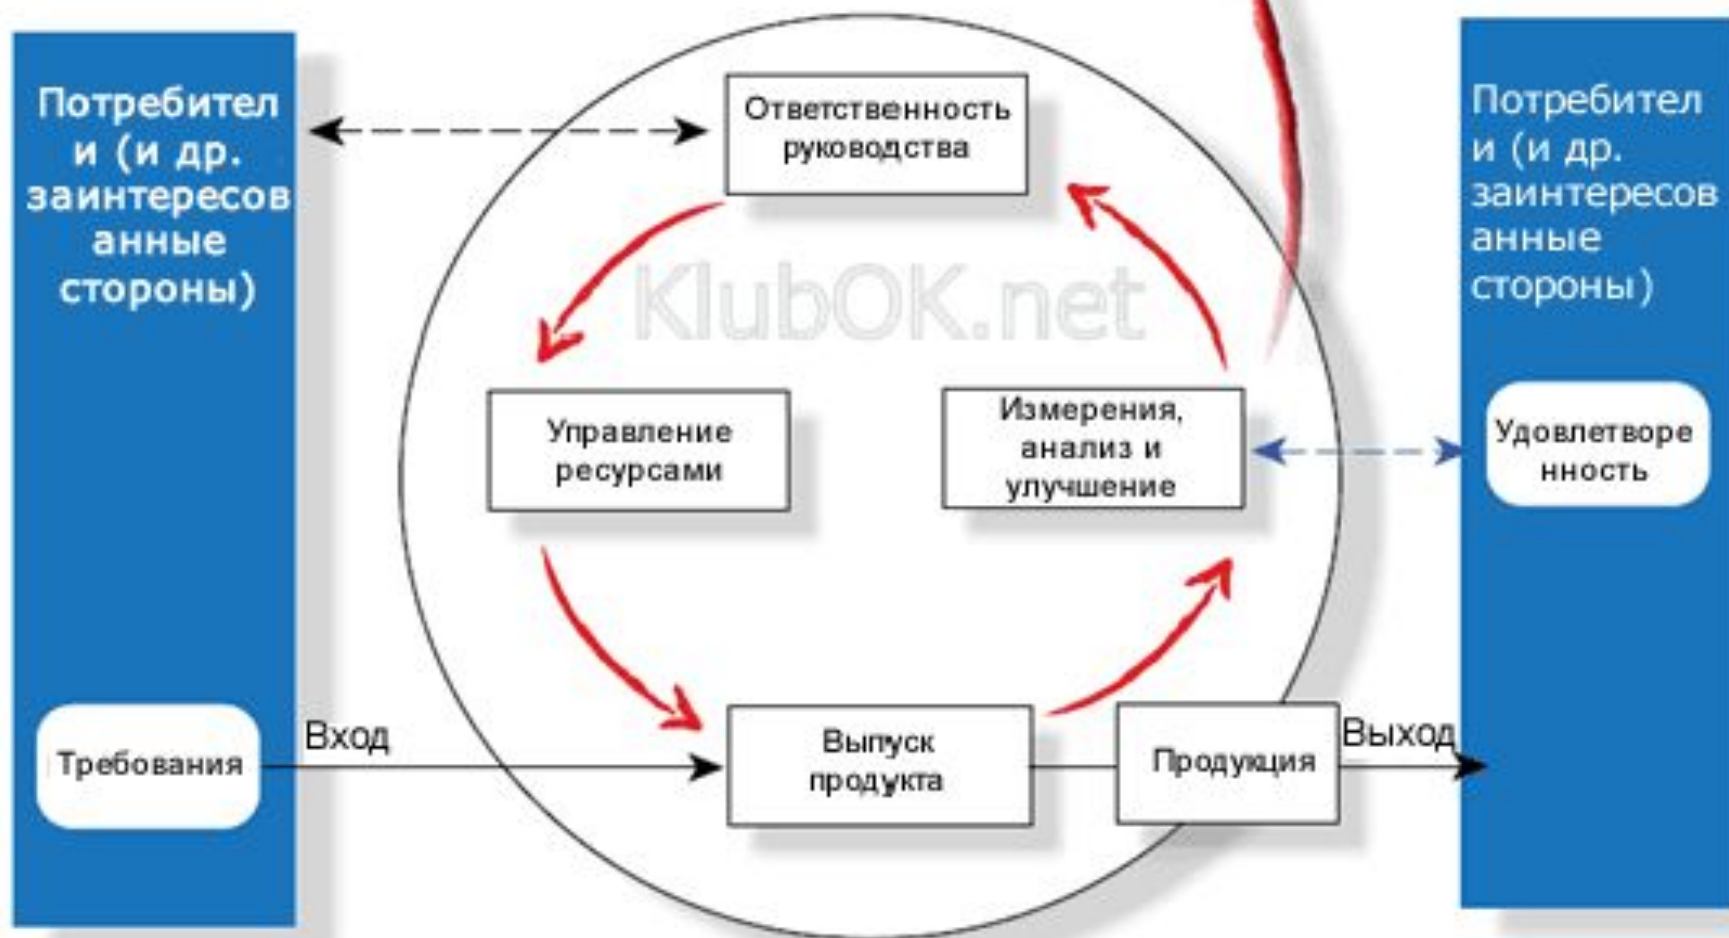 Потребител
и (и др.
заинтересов
анные
стороны)
Требования
Вход
Ответственность
руководства
KlubOK.net
Управление
ресурсами
Измерения,
анализ и
улучшение
Выпуск
продукта
Продукция
Выход
Потребител
и (и др.
заинтересов
анные
стороны)
Удовлетворе
нность